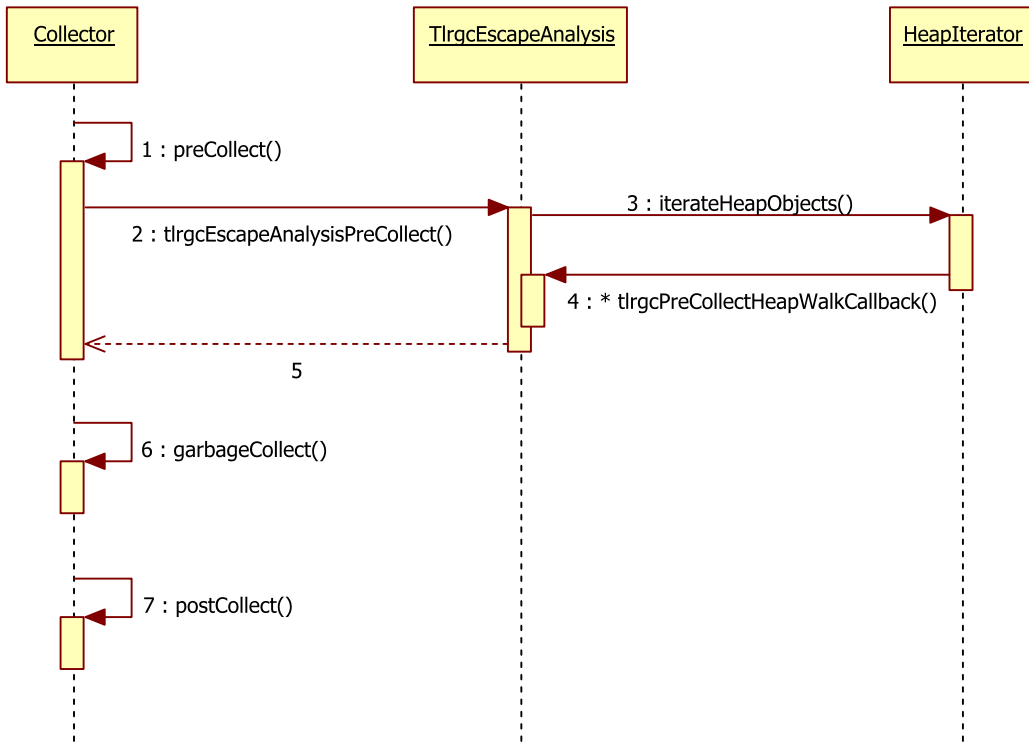 Collector
TlrgcEscapeAnalysis
HeapIterator
1 : preCollect()
2 : tlrgcEscapeAnalysisPreCollect()
3 : iterateHeapObjects()
4 : * tlrgcPreCollectHeapWalkCallback()
5
6 : garbageCollect()
7 : postCollect()